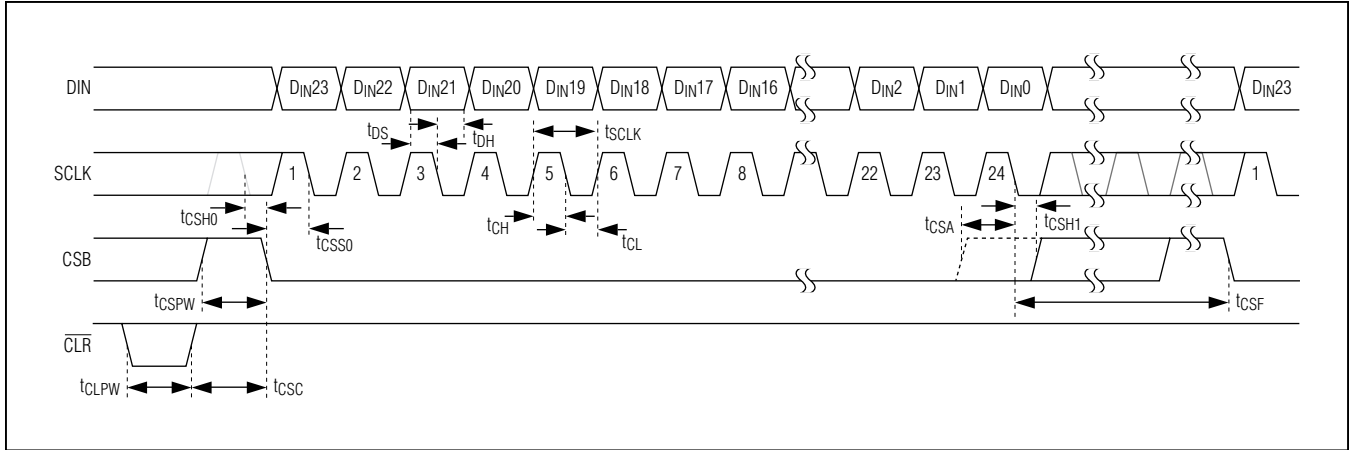 DIN DIN23 DIN22 DIN21 DIN20 DIN19 DIN18 DIN17 DIN16 DIN2 DIN1 DIN0 DIN23
tDS tDH tSCLK
SCLK 1 2 3 4 5 6 7 8 22 23 24 1
tCSH0 tCSS0 tCH tCL tCSA tCSH1
CSB
tCSPW tCSF
CLR
tCLPW tCSC